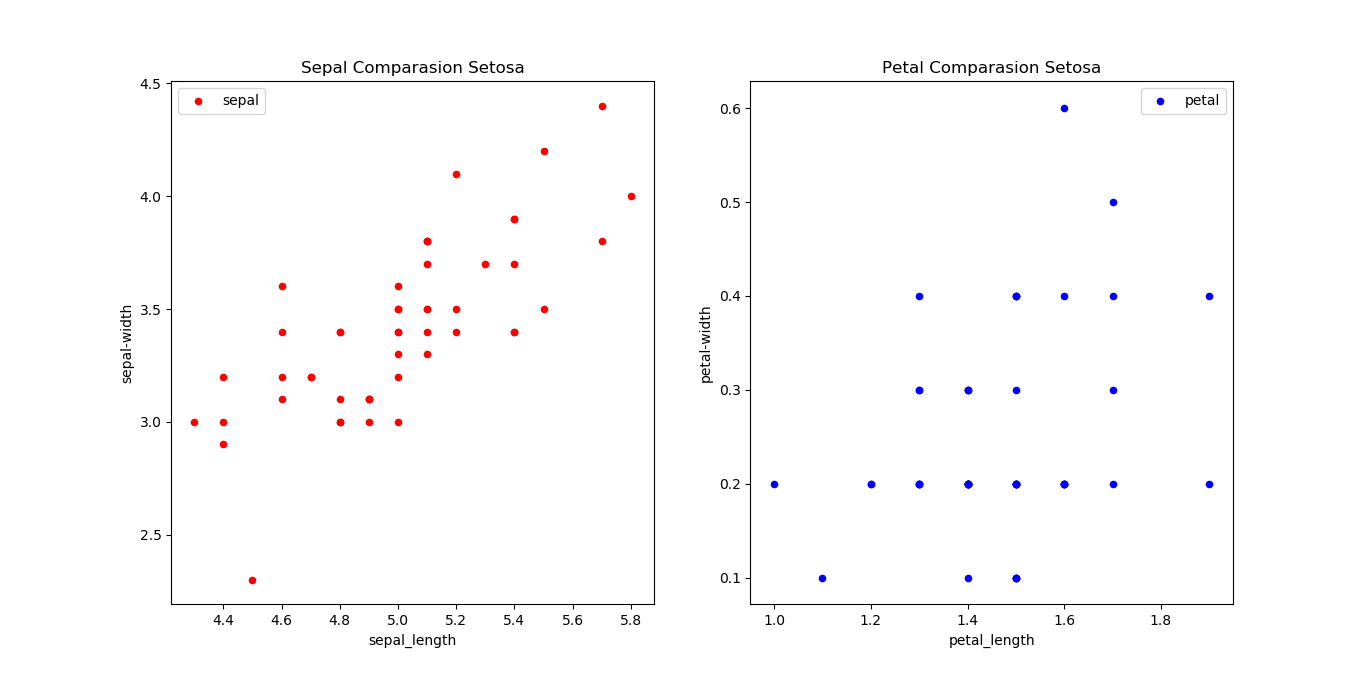 Sepal Comparasion Setosa
sepal
4.5
4.0
3.5
3.0
2.5
sepal-width
4.4 4.6 4.8 5.0 5.2 5.4 5.6 5.8
sepal_length
Petal Comparasion Setosa
petal
0.6
0.5
0.4
0.3
0.2
0.1
petal-width
1.0 1.2 1.4 1.6 1.8
petal_length